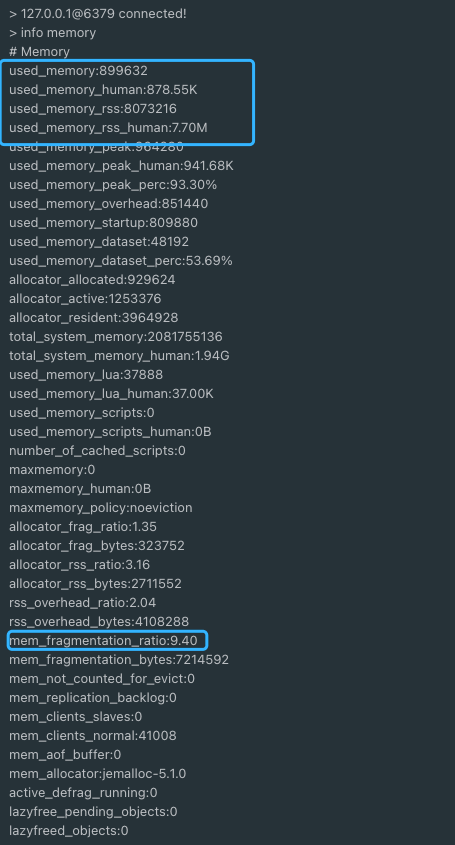 > 127.0.0.1@6379 connected!
> info memory
# Memory
used_memory:899632
used_memory_human:878.55K
used_memory_rss:8073216
used_memory_rss_human:7.70M
used_memory_peak:964280
used_memory_peak_human:941.68K
used_memory_peak_perc:93.30%
used_memory_overhead:851440
used_memory_startup:809880
used_memory_dataset:48192
used_memory_dataset_perc:53.69%
allocator_allocated:929624
allocator_active:1253376
allocator_resident:3964928
total_system_memory:2081755136
total_system_memory_human:1.94G
used_memory_lua:37888
used_memory_lua_human:37.00K
used_memory_scripts:0
used_memory_scripts_human:0B
number_of_cached_scripts:0
maxmemory:0
maxmemory_human:0B
maxmemory_policy:noeviction
allocator_frag_ratio:1.35
allocator_frag_bytes:323752
allocator_rss_ratio:3.16
allocator_rss_bytes:2711552
rss_overhead_ratio:2.04
rss_overhead_bytes:4108288
mem_fragmentation_ratio:9.40
mem_fragmentation_bytes:7214592
mem_not_counted_for_evict:0
mem_replication_backlog:0
mem_clients_slaves:0
mem_clients_normal:41008
mem_aof_buffer:0
mem_allocator:jemalloc-5.1.0
active_defrag_running:0
lazyfree_pending_objects:0
lazyfreed_objects:0